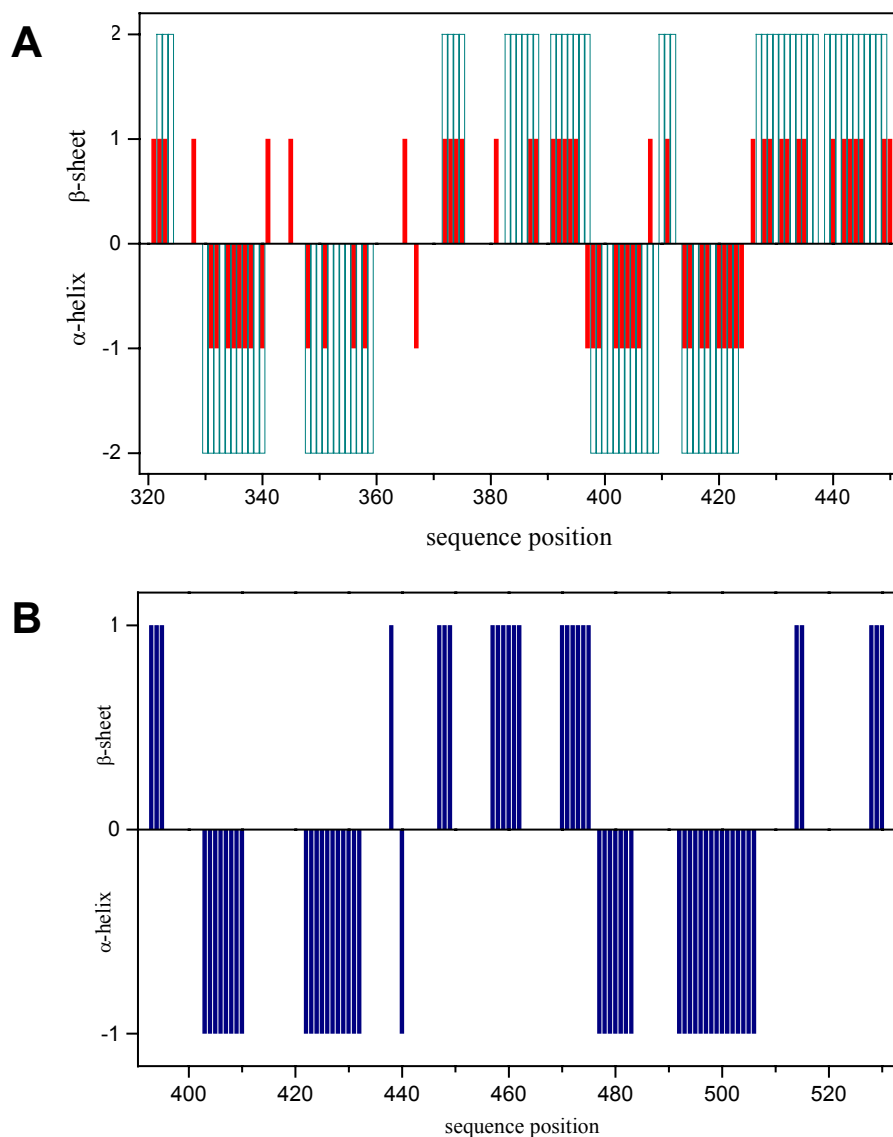 A
2
1
0
-1
-2
β-sheet
α-helix
320 340 360 380 400 420 440
sequence position
B
1
0
-1
β-sheet
α-helix
400 420 440 460 480 500 520
sequence position